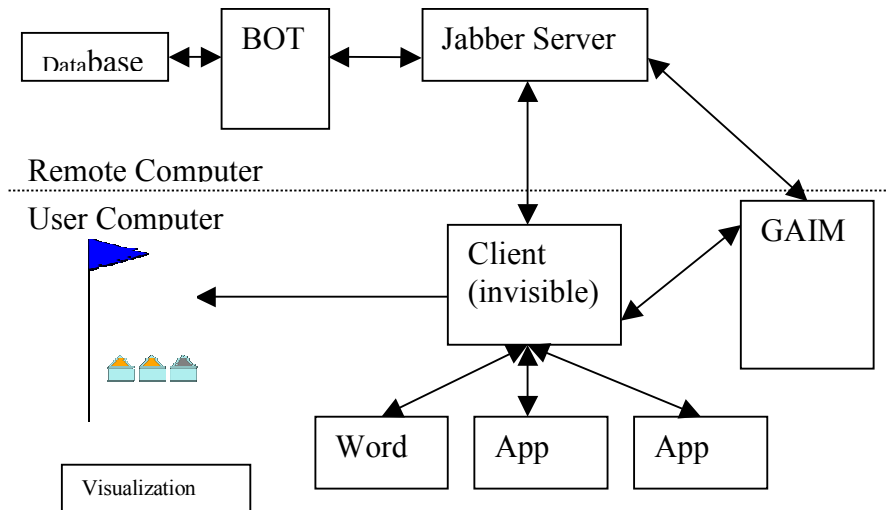 Database
BOT
Jabber Server
Remote Computer
User Computer
Client
(invisible)
GAIM
Word
App
App
Visualization